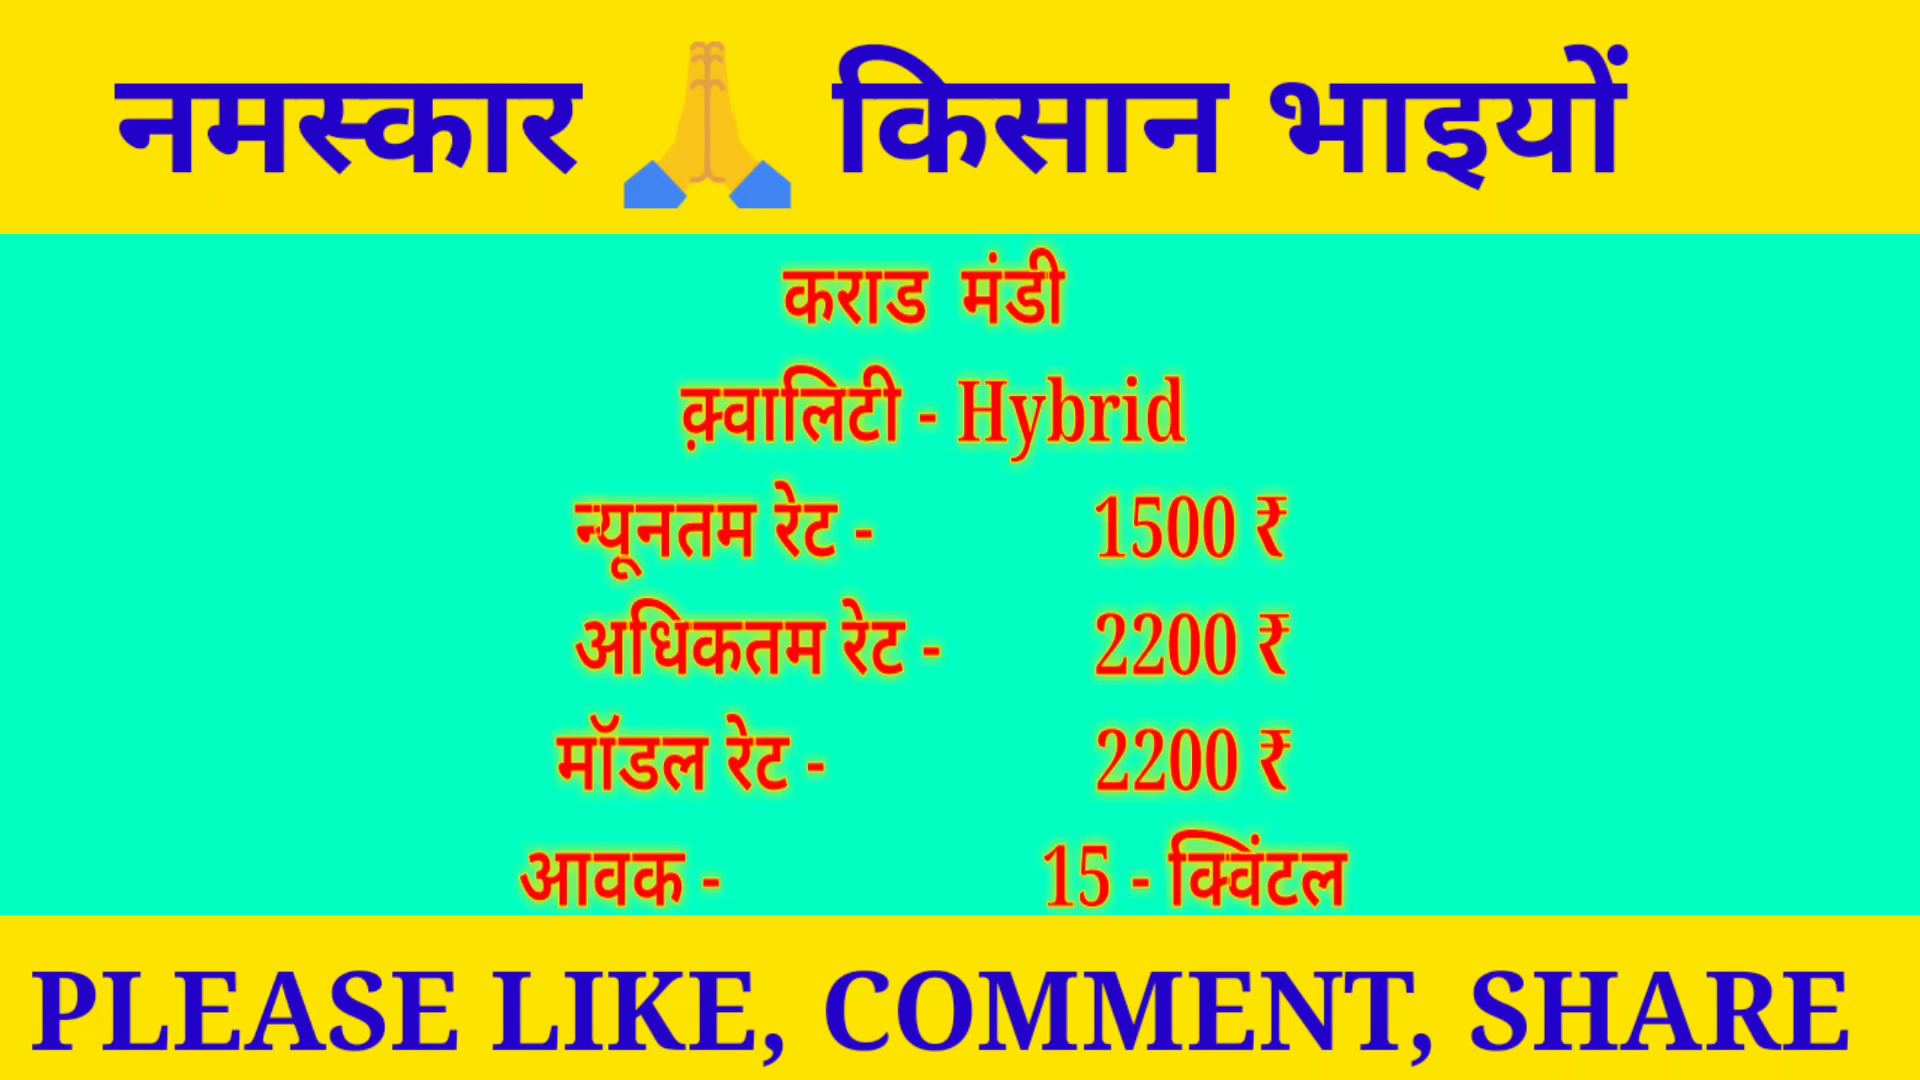 नमस्कार 🙏 किसान भाइयों
कराड मंडी
क़्वालिटी - Hybrid
न्यूनतम रेट - 1500 ₹
अधिकतम रेट - 2200 ₹
मॉडल रेट - 2200 ₹
आवक - 15 - क्विंटल
PLEASE LIKE, COMMENT, SHARE